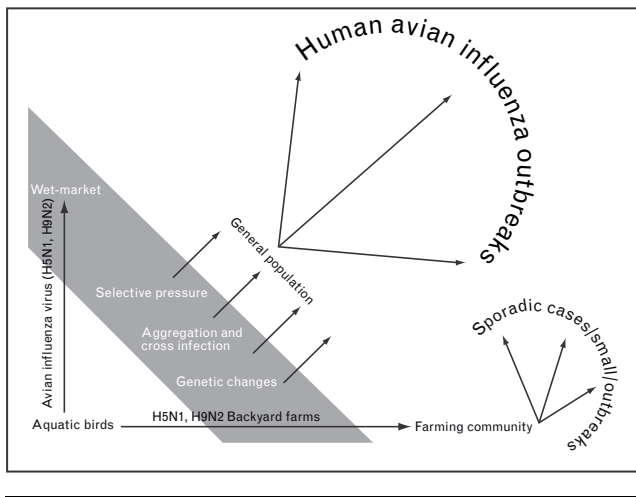 Human avian influenza outbreaks
Wet-market
Avian influenza virus (H5N1, H9N2)
General population
Selective pressure
Aggregation and
cross infection
Genetic changes
Sporadic cases/small/outbreaks
H5N1, H9N2 Backyard farms
Aquatic birds
Farming community